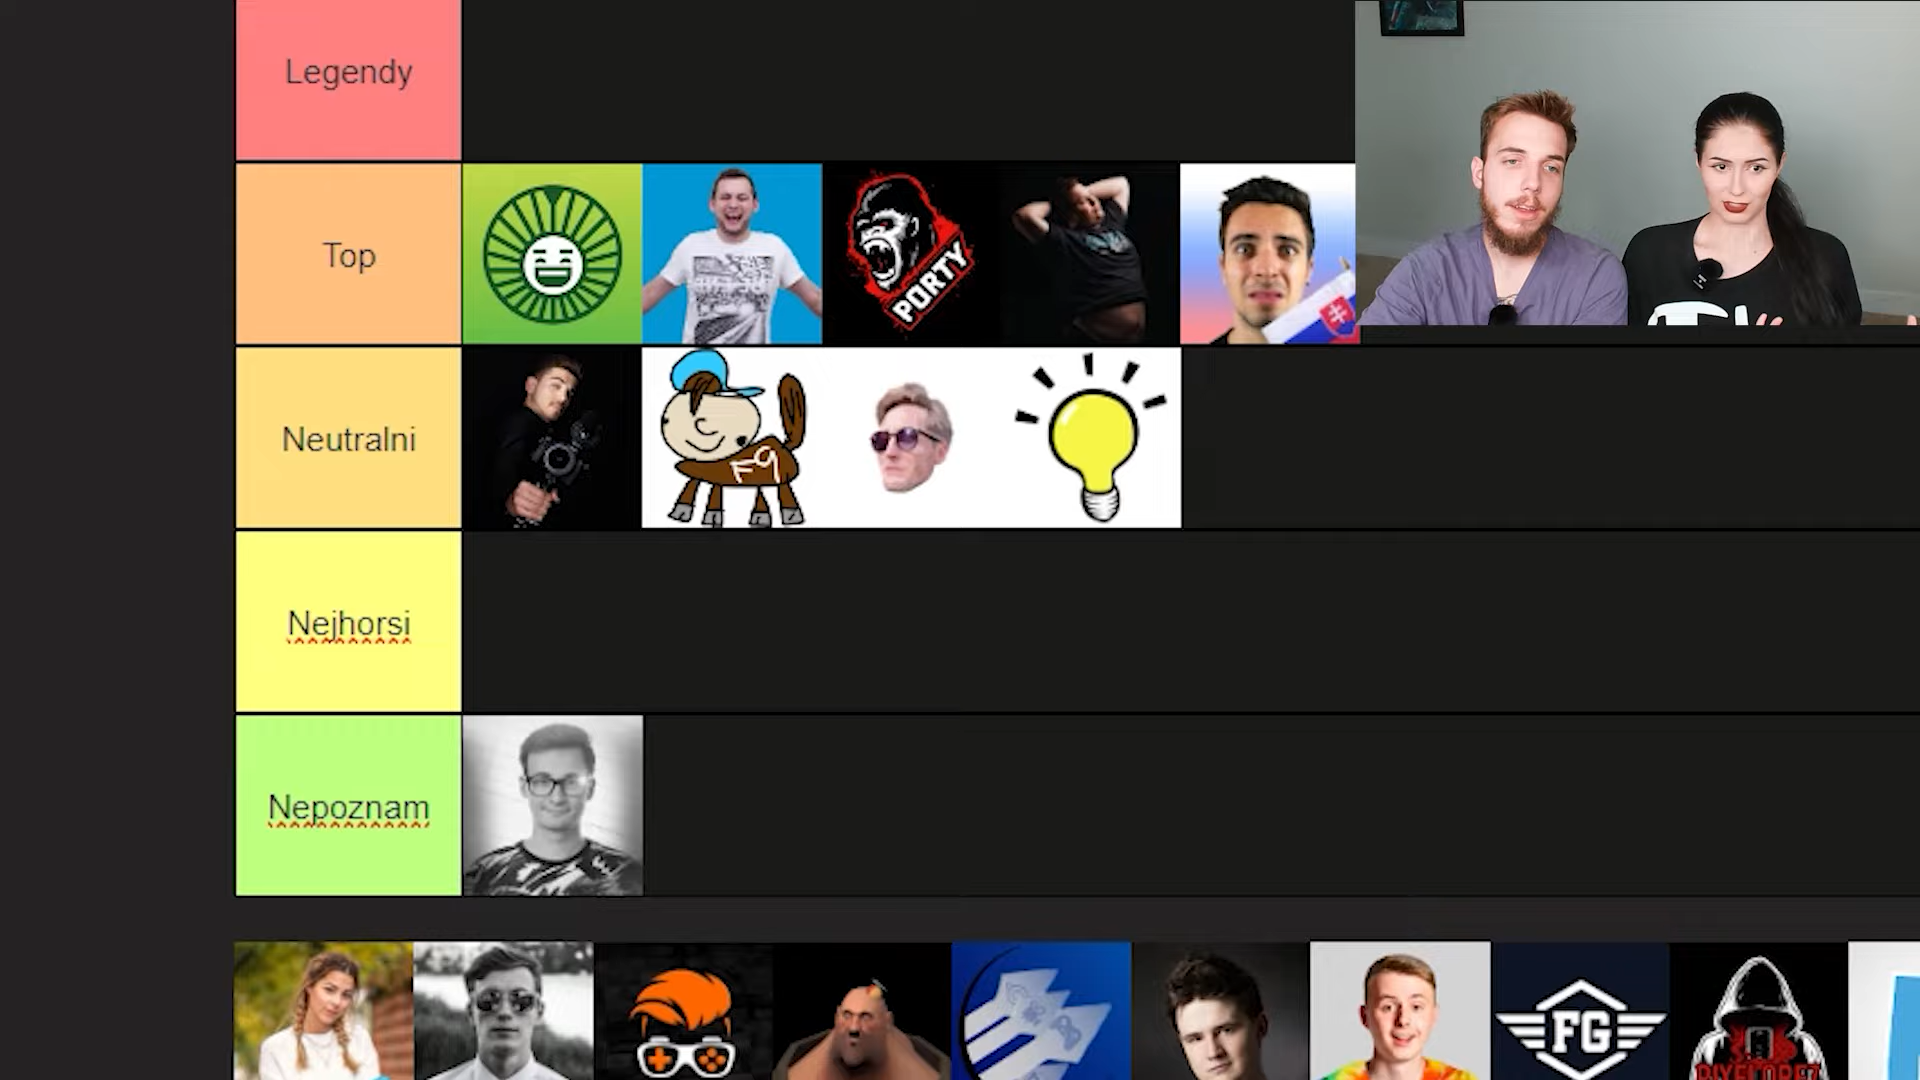 Legendy
Top
PORTY
Neutralni
F9
Nejhorsi
Nepoznam
FG